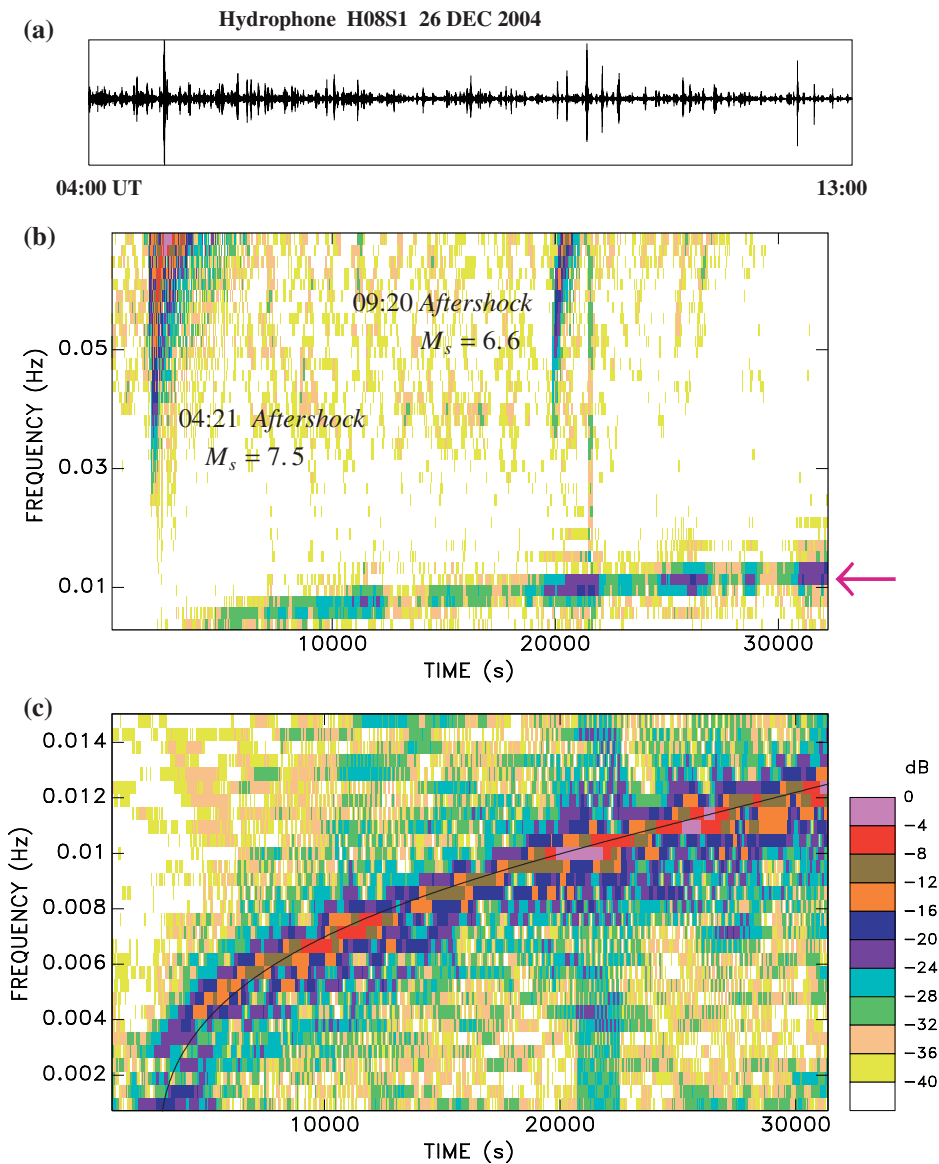 Hydrophone H08S1 26 DEC 2004
(a)
04:00 UT
13:00
(b)
09:20 Aftershock
M_s = 6.6
04:21 Aftershock
M_s = 7.5
FREQUENCY (Hz)
0.05
0.03
0.01
10000
20000
30000
TIME (s)
(c)
FREQUENCY (Hz)
0.014
0.012
0.01
0.008
0.006
0.004
0.002
10000
20000
30000
TIME (s)
dB
0
−4
−8
−12
−16
−20
−24
−28
−32
−36
−40